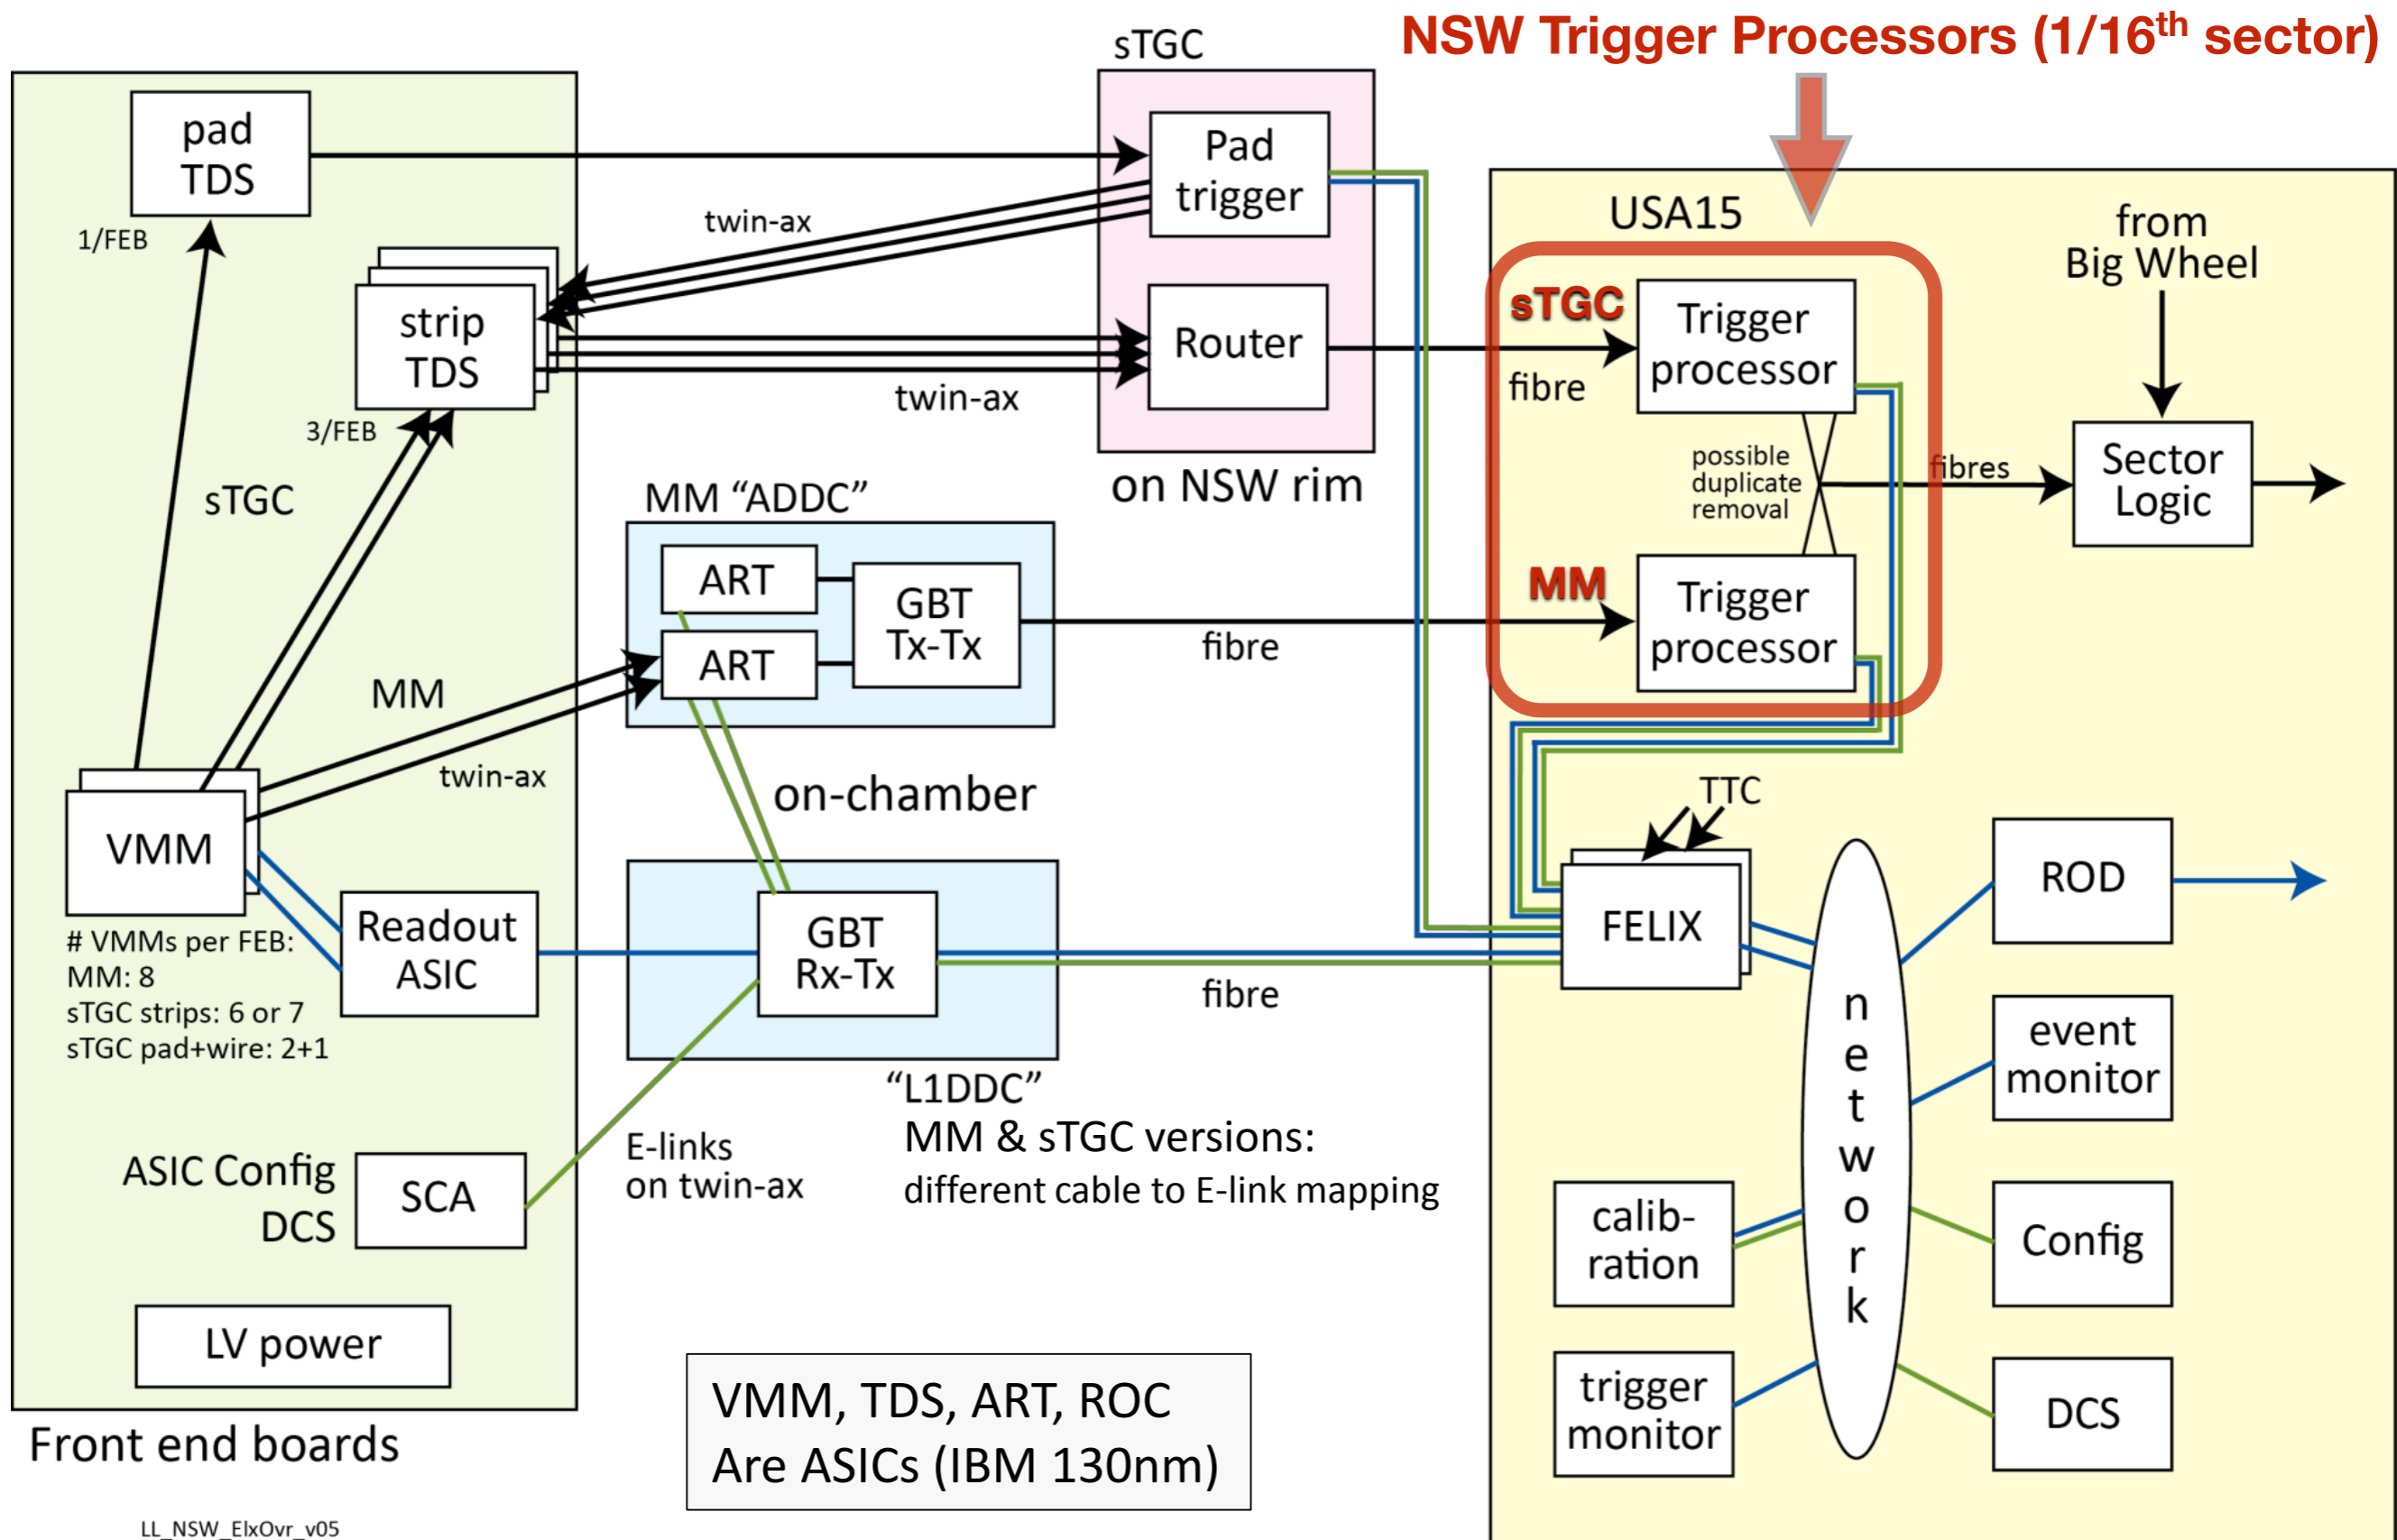 NSW Trigger Processors (1/16th sector)
sTGC
pad
TDS
1/FEB
Pad
trigger
twin-ax
USA15
from
Big Wheel
strip
TDS
3/FEB
Router
twin-ax
sTGC
fibre
Trigger
processor
possible
duplicate
removal
fibres
Sector
Logic
sTGC
on NSW rim
MM “ADDC”
ART
ART
GBT
Tx-Tx
fibre
MM
Trigger
processor
MM
twin-ax
on-chamber
VMM
TTC
Readout
ASIC
GBT
Rx-Tx
fibre
FELIX
ROD
# VMMs per FEB:
MM: 8
sTGC strips: 6 or 7
sTGC pad+wire: 2+1
“L1DDC”
MM & sTGC versions:
different cable to E-link mapping
E-links
on twin-ax
ASIC Config
DCS
SCA
LV power
network
event
monitor
calib-
ration
Config
trigger
monitor
DCS
VMM, TDS, ART, ROC
Are ASICs (IBM 130nm)
Front end boards
LL_NSW_ElxOvr_v05